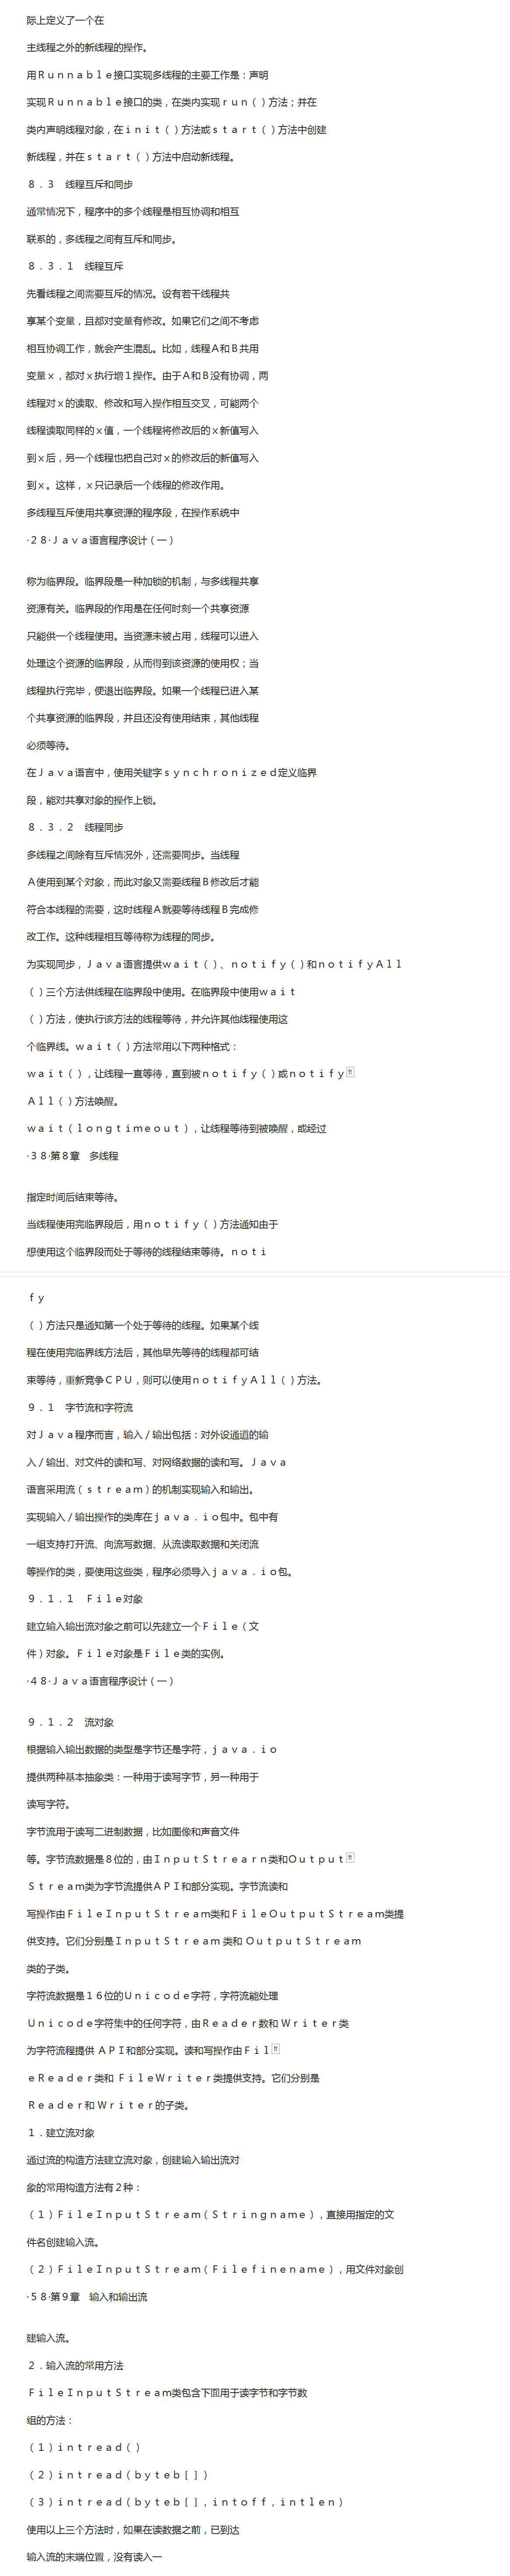 际上定义了一个在
主线程之外的新线程的操作。
用Ｒｕｎｎａｂｌｅ接口实现多线程的主要工作是：声明
实现Ｒｕｎｎａｂｌｅ接口的类，在类内实现ｒｕｎ（）方法；并在
类内声明线程对象，在ｉｎｉｔ（）方法或ｓｔａｒｔ（）方法中创建
新线程，并在ｓｔａｒｔ（）方法中启动新线程。
８．３　线程互斥和同步
通常情况下，程序中的多个线程是相互协调和相互
联系的，多线程之间有互斥和同步。
８．３．１　线程互斥
先看线程之间需要互斥的情况。设有若干线程共
享某个变量，且都对变量有修改。如果它们之间不考虑
相互协调工作，就会产生混乱。比如，线程Ａ和Ｂ共用
变量ｘ，都对ｘ执行增１操作。由于Ａ和Ｂ没有协调，两
线程对ｘ的读取、修改和写入操作相互交叉，可能两个
线程读取同样的ｘ值，一个线程将修改后的ｘ新值写入
到ｘ后，另一个线程也把自己对ｘ的修改后的新值写入
到ｘ。这样，ｘ只记录后一个线程的修改作用。
多线程互斥使用共享资源的程序段，在操作系统中
·２８·Ｊａｖａ语言程序设计（一）
称为临界段。临界段是一种加锁的机制，与多线程共享
资源有关。临界段的作用是在任何时刻一个共享资源
只能供一个线程使用。当资源未被占用，线程可以进入
处理这个资源的临界段，从而得到该资源的使用权；当
线程执行完毕，便退出临界段。如果一个线程已进入某
个共享资源的临界段，并且还没有使用结束，其他线程
必须等待。
在Ｊａｖａ语言中，使用关键字ｓｙｎｃｈｒｏｎｉｚｅｄ定义临界
段，能对共享对象的操作上锁。
８．３．２　线程同步
多线程之间除有互斥情况外，还需要同步。当线程
Ａ使用到某个对象，而此对象又需要线程Ｂ修改后才能
符合本线程的需要，这时线程Ａ就要等待线程Ｂ完成修
改工作。这种线程相互等待称为线程的同步。
为实现同步，Ｊａｖａ语言提供ｗａｉｔ（）、ｎｏｔｉｆｙ（）和ｎｏｔｉｆｙＡｌｌ
（）三个方法供线程在临界段中使用。在临界段中使用ｗａｉｔ
（）方法，使执行该方法的线程等待，并允许其他线程使用这
个临界线。ｗａｉｔ（）方法常用以下两种格式：
ｗａｉｔ（），让线程一直等待，直到被ｎｏｔｉｆｙ（）或ｎｏｔｉｆｙ
Ａｌｌ（）方法唤醒。
ｗａｉｔ（ｌｏｎｇｔｉｍｅｏｕｔ），让线程等待到被唤醒，或经过
·３８·第８章　多线程
指定时间后结束等待。
当线程使用完临界段后，用ｎｏｔｉｆｙ（）方法通知由于
想使用这个临界段而处于等待的线程结束等待。ｎｏｔｉ
ｆｙ
（）方法只是通知第一个处于等待的线程。如果某个线
程在使用完临界线方法后，其他早先等待的线程都可结
束等待，重新竞争ＣＰＵ，则可以使用ｎｏｔｉｆｙＡｌｌ（）方法。
９．１　字节流和字符流
对Ｊａｖａ程序而言，输入／输出包括：对外设通道的输
入／输出、对文件的读和写、对网络数据的读和写。Ｊａｖａ
语言采用流（ｓｔｒｅａｍ）的机制实现输入和输出。
实现输入／输出操作的类库在ｊａｖａ．ｉｏ包中。包中有
一组支持打开流、向流写数据、从流读取数据和关闭流
等操作的类，要使用这些类，程序必须导入ｊａｖａ．ｉｏ包。
９．１．１　Ｆｉｌｅ对象
建立输入输出流对象之前可以先建立一个Ｆｉｌｅ（文
件）对象。Ｆｉｌｅ对象是Ｆｉｌｅ类的实例。
·４８·Ｊａｖａ语言程序设计（一）
９．１．２　流对象
根据输入输出数据的类型是字节还是字符，ｊａｖａ．ｉｏ
提供两种基本抽象类：一种用于读写字节，另一种用于
读写字符。
字节流用于读写二进制数据，比如图像和声音文件
等。字节流数据是８位的，由ＩｎｐｕｔＳｔｒｅａｒｎ类和Ｏｕｔｐｕｔ
Ｓｔｒｅａｍ类为字节流提供ＡＰＩ和部分实现。字节流读和
写操作由ＦｉｌｅＩｎｐｕｔＳｔｒｅａｍ类和ＦｉｌｅＯｕｔｐｕｔＳｔｒｅａｍ类提
供支持。它们分别是ＩｎｐｕｔＳｔｒｅａｍ 类和 ＯｕｔｐｕｔＳｔｒｅａｍ
类的子类。
字符流数据是１６位的Ｕｎｉｃｏｄｅ字符，字符流能处理
Ｕｎｉｃｏｄｅ字符集中的任何字符，由Ｒｅａｄｅｒ数和 Ｗｒｉｔｅｒ类
为字符流程提供 ＡＰＩ和部分实现。读和写操作由Ｆｉｌ
ｅＲｅａｄｅｒ类和 ＦｉｌｅＷｒｉｔｅｒ类提供支持。它们分别是
Ｒｅａｄｅｒ和 Ｗｒｉｔｅｒ的子类。
１．建立流对象
通过流的构造方法建立流对象，创建输入输出流对
象的常用构造方法有２种：
（１）ＦｉｌｅＩｎｐｕｔＳｔｒｅａｍ（Ｓｔｒｉｎｇｎａｍｅ），直接用指定的文
件名创建输入流。
（２）ＦｉｌｅＩｎｐｕｔＳｔｒｅａｍ（Ｆｉｌｅｆｉｎｅｎａｍｅ），用文件对象创
·５８·第９章　输入和输出流
建输入流。
２．输入流的常用方法
ＦｉｌｅＩｎｐｕｔＳｔｒｅａｍ类包含下面用于读字节和字节数
组的方法：
（１）ｉｎｔｒｅａｄ（）
（２）ｉｎｔｒｅａｄ（ｂｙｔｅｂ［］）
（３）ｉｎｔｒｅａｄ（ｂｙｔｅｂ［］，ｉｎｔｏｆｆ，ｉｎｔｌｅｎ）
使用以上三个方法时，如果在读数据之前，已到达
输入流的末端位置，没有读入一